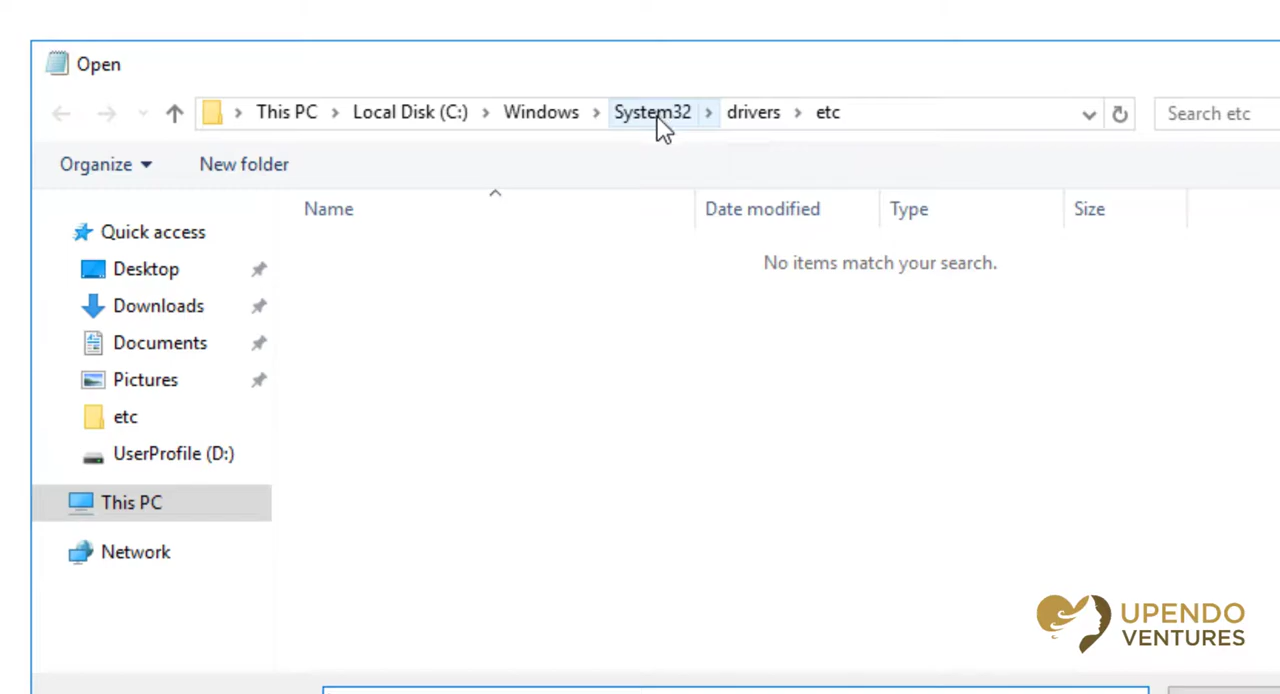 Open
This PC Local Disk (C:) Windows System32 drivers etc
Search etc
Organize New folder
Name Date modified Type Size
No items match your search.
Quick access
Desktop
Downloads
Documents
Pictures
etc
UserProfile (D:)
This PC
Network
UPENDO
VENTURES